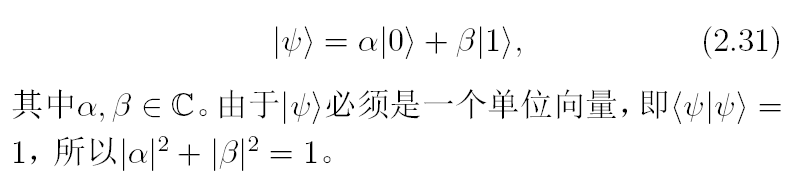 |ψ⟩ = α|0⟩ + β|1⟩, (2.31)
其中α, β ∈ ℂ。由于|ψ⟩必须是一个单位向量，即⟨ψ|ψ⟩ =
1，所以|α|² + |β|² = 1。